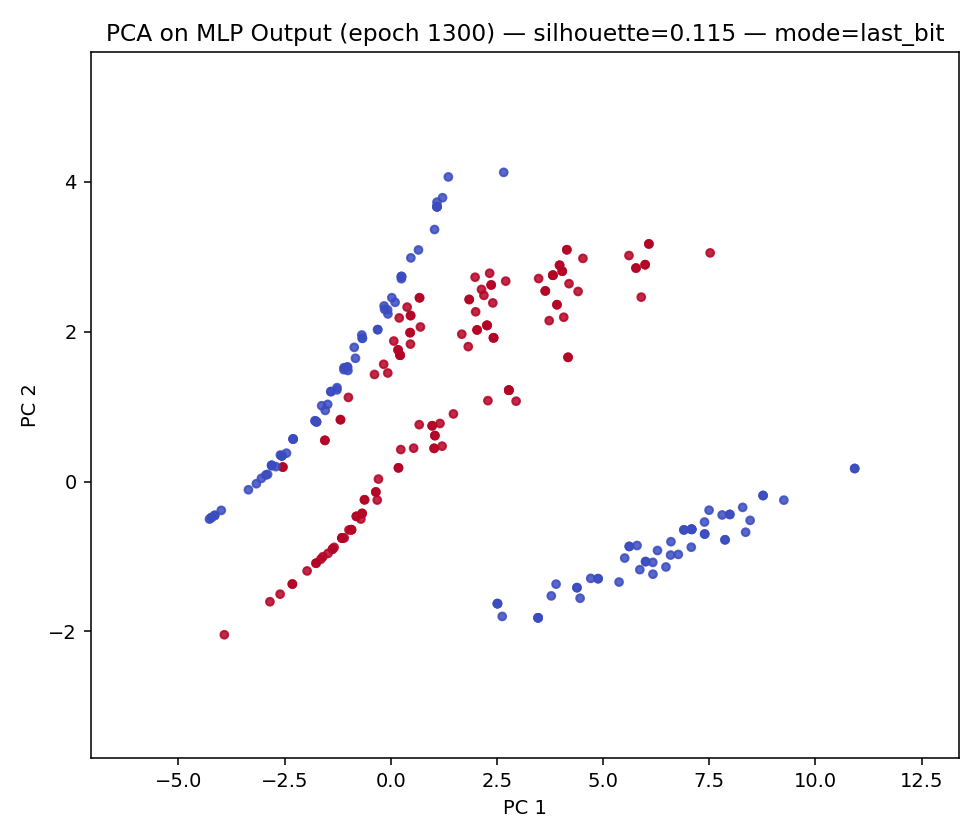 PCA on MLP Output (epoch 1300) — silhouette=0.115 — mode=last_bit
4
2
0
−2
PC 2
−5.0 −2.5 0.0 2.5 5.0 7.5 10.0 12.5
PC 1